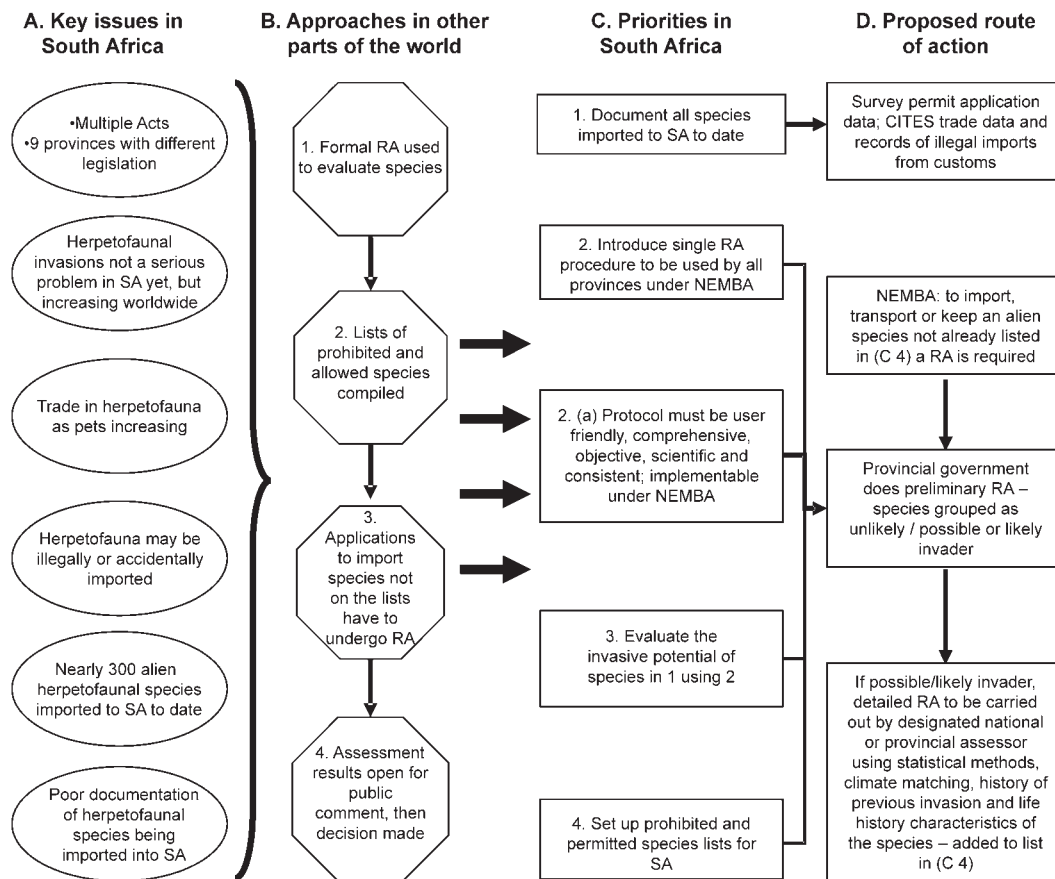 A. Key issues in
South Africa
•Multiple Acts
•9 provinces with different
legislation
Herpetofaunal
invasions not a serious
problem in SA yet, but
increasing worldwide
Trade in herpetofauna
as pets increasing
Herpetofauna may be
illegally or accidentally
imported
Nearly 300 alien
herpetofaunal species
imported to SA to date
Poor documentation
of herpetofaunal
species being
imported into SA
B. Approaches in other
parts of the world
1. Formal RA used
to evaluate species
2. Lists of
prohibited and
allowed species
compiled
3.
Applications
to import
species not
on the lists
have to
undergo RA
4. Assessment
results open for
public
comment, then
decision made
C. Priorities in
South Africa
1. Document all species
imported to SA to date
2. Introduce single RA
procedure to be used by all
provinces under NEMBA
2. (a) Protocol must be user
friendly, comprehensive,
objective, scientific and
consistent; implementable
under NEMBA
3. Evaluate the
invasive potential of
species in 1 using 2
4. Set up prohibited and
permitted species lists for
SA
D. Proposed route
of action
Survey permit application
data; CITES trade data and
records of illegal imports
from customs
NEMBA: to import,
transport or keep an alien
species not already listed
in (C 4) a RA is required
Provincial government
does preliminary RA –
species grouped as
unlikely / possible or likely
invader
If possible/likely invader,
detailed RA to be carried
out by designated national
or provincial assessor
using statistical methods,
climate matching, history of
previous invasion and life
history characteristics of
the species – added to list
in (C 4)